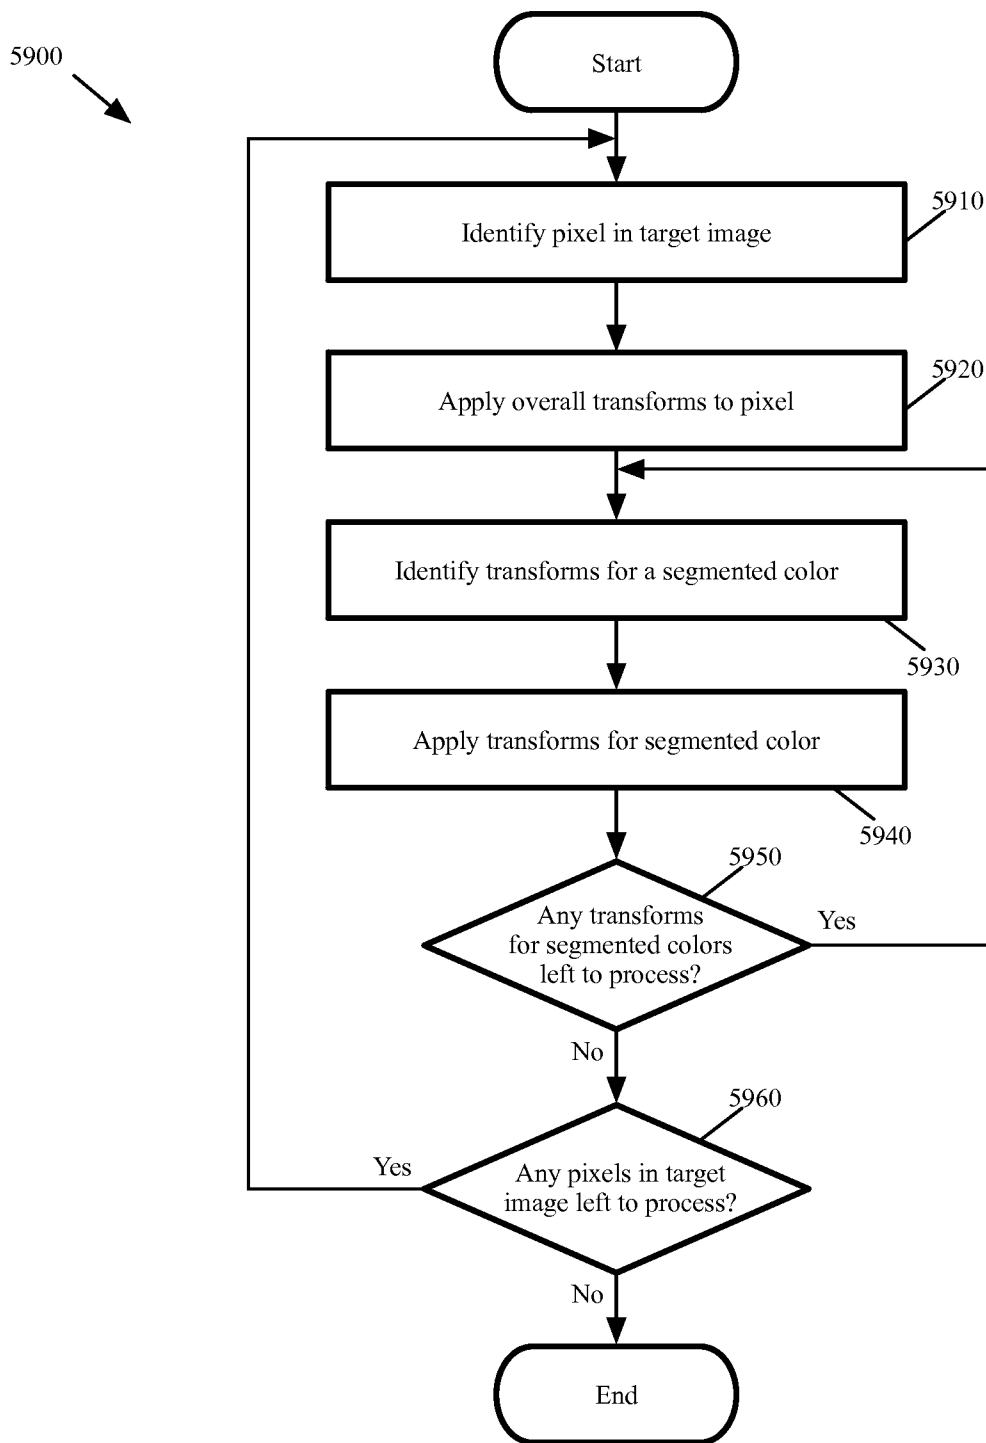 5900
Start
5910
Identify pixel in target image
5920
Apply overall transforms to pixel
Identify transforms for a segmented color
5930
Apply transforms for segmented color
5940
5950
Any transforms
for segmented colors
left to process?
Yes
No
5960
Yes
Any pixels in target
image left to process?
No
End